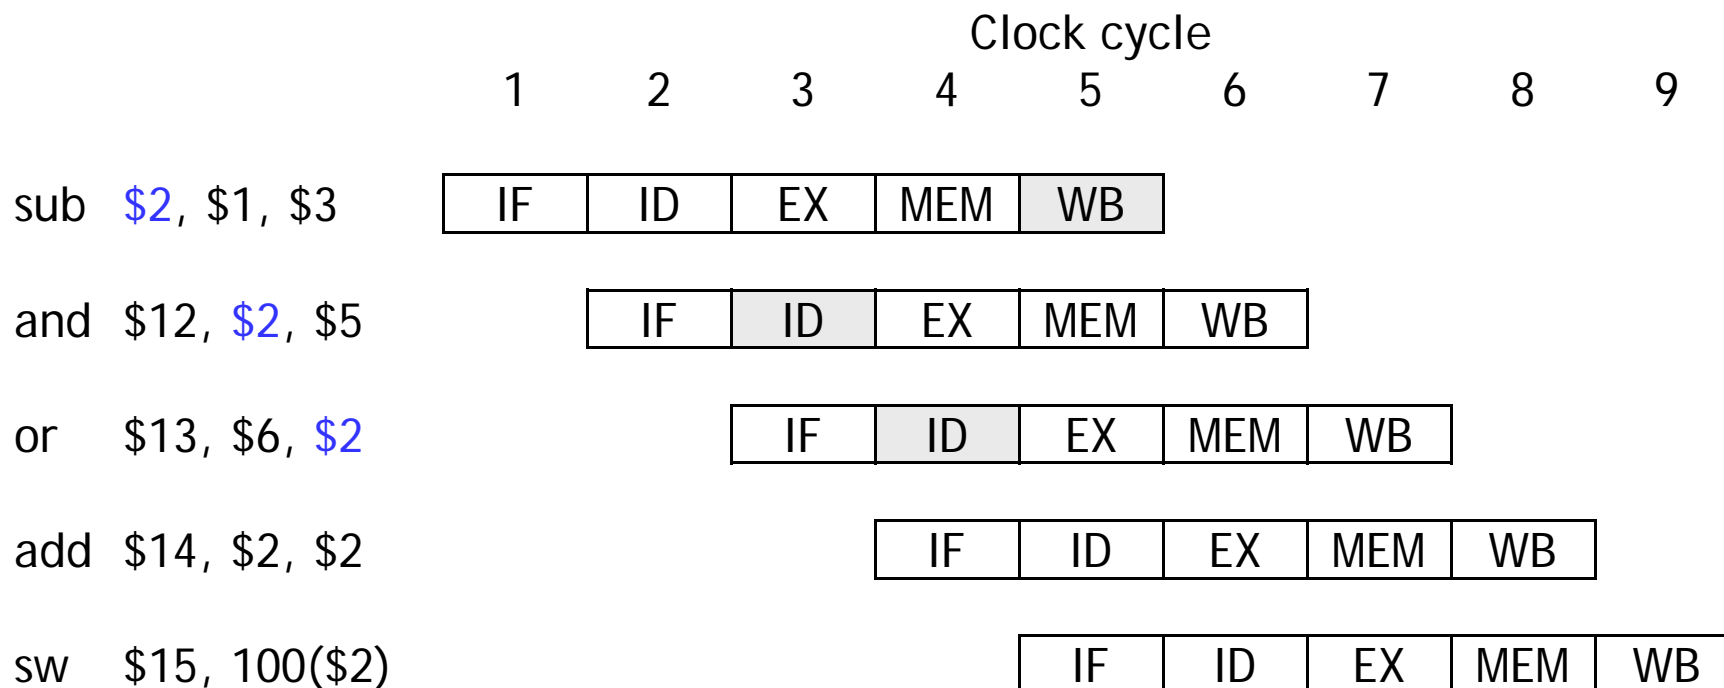 Clock cycle
1 2 3 4 5 6 7 8 9
sub $2, $1, $3 IF ID EX MEM WB
and $12, $2, $5 IF ID EX MEM WB
or $13, $6, $2 IF ID EX MEM WB
add $14, $2, $2 IF ID EX MEM WB
sw $15, 100($2) IF ID EX MEM WB